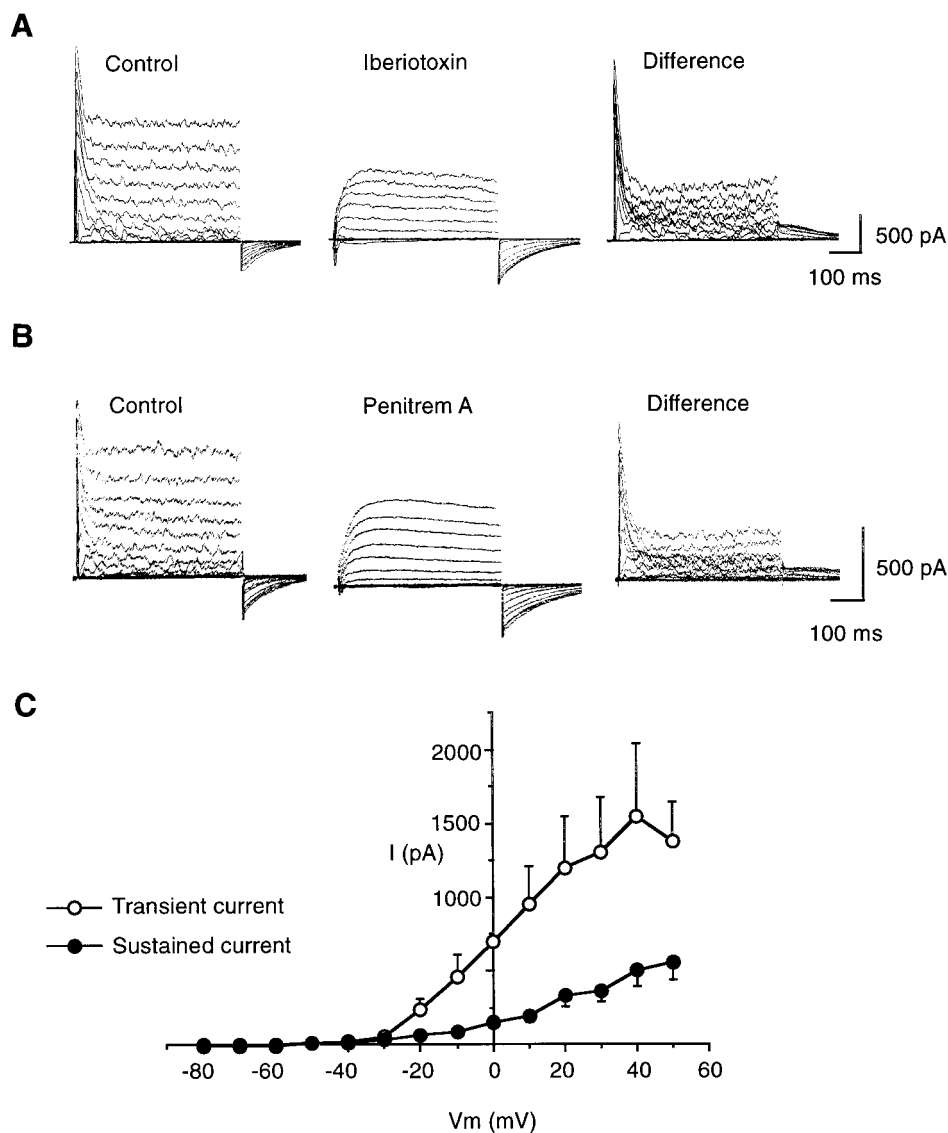 A
Control
Iberiotoxin
Difference
500 pA
100 ms
B
Control
Penitrem A
Difference
500 pA
100 ms
C
2000
1500
I (pA)
1000
Transient current
Sustained current
-80 -60 -40 -20 0 20 40 60
Vm (mV)